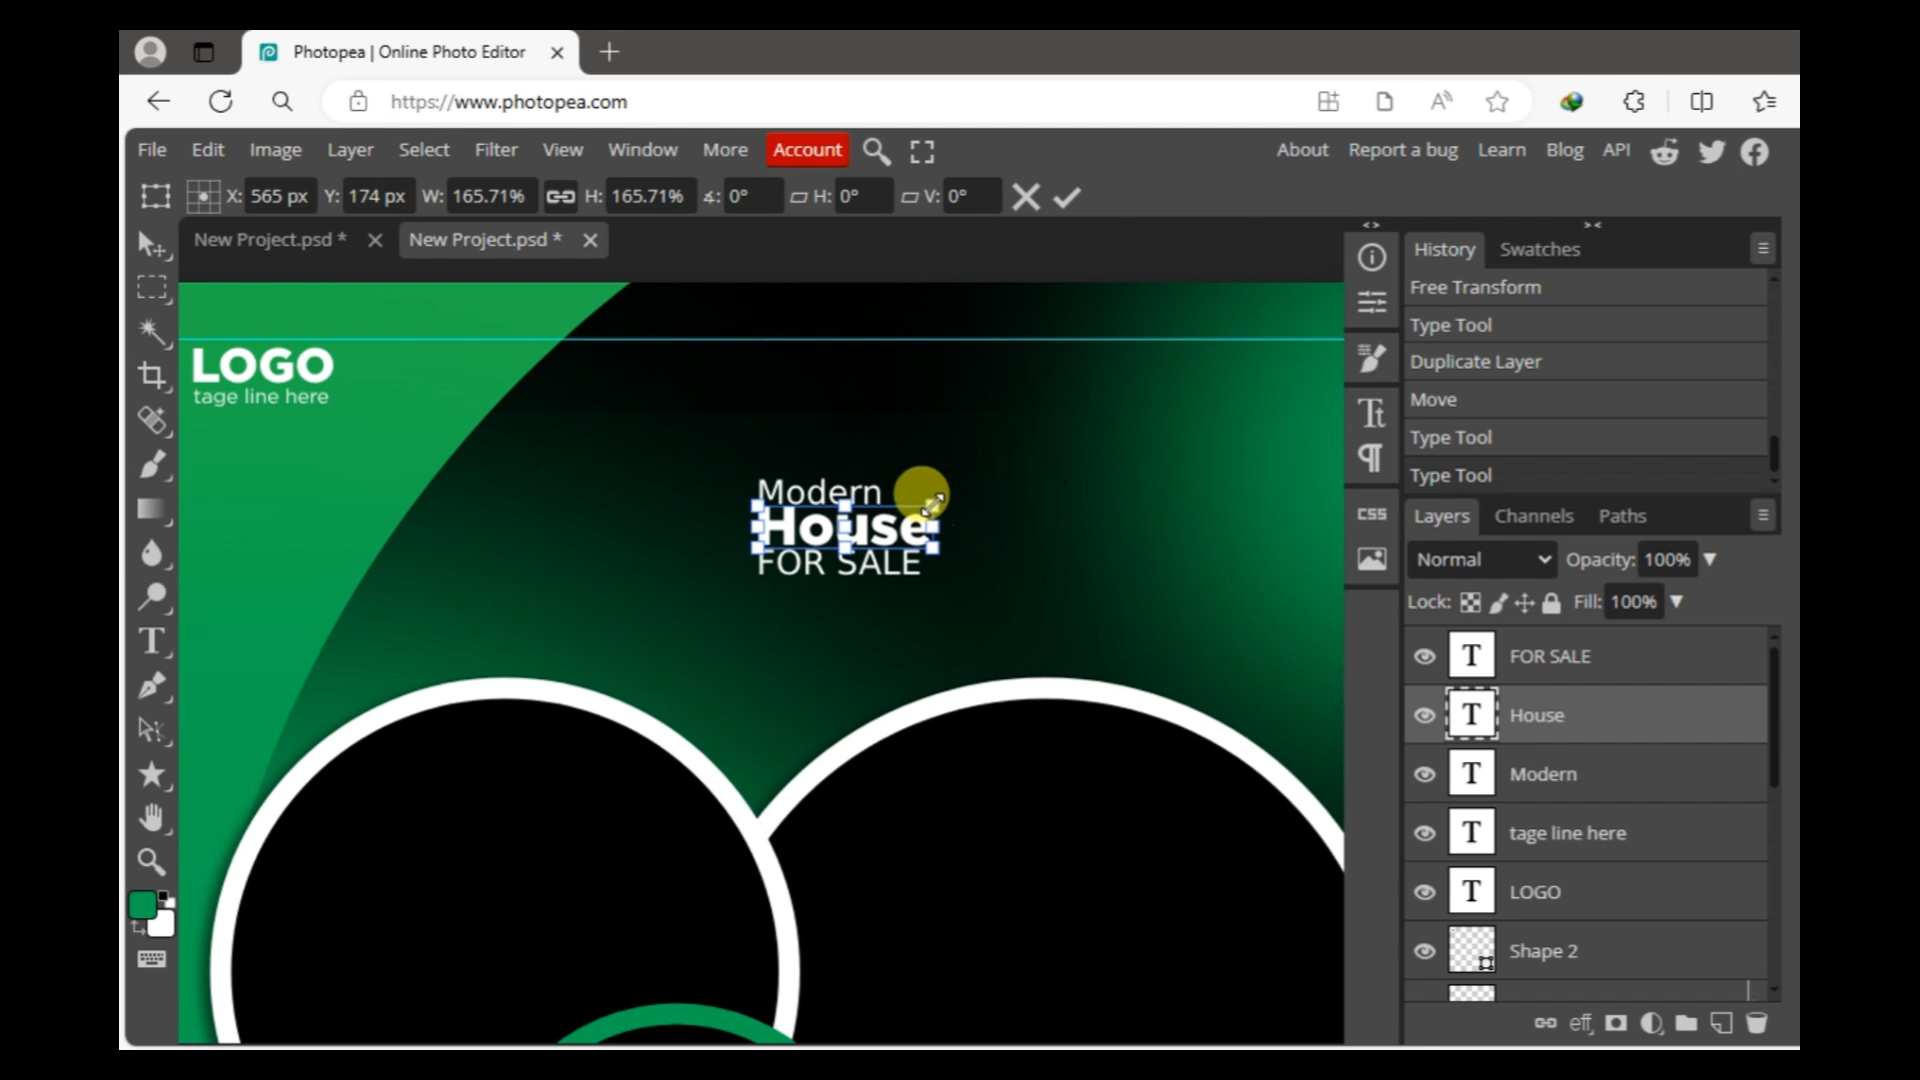 Photopea | Online Photo Editor
https://www.photopea.com
File Edit Image Layer Select Filter View Window More Account About Report a bug Learn Blog API
X: 565 px Y: 174 px W: 165.71% H: 165.71% 0° H: 0° V: 0°
New Project.psd * New Project.psd *
LOGO
tage line here
Modern
House
FOR SALE
CSS
History Swatches
Free Transform
Type Tool
Duplicate Layer
Move
Type Tool
Type Tool
Layers Channels Paths
Normal Opacity: 100%
Lock: Fill: 100%
T FOR SALE
T House
T Modern
T tage line here
T LOGO
Shape 2
eff